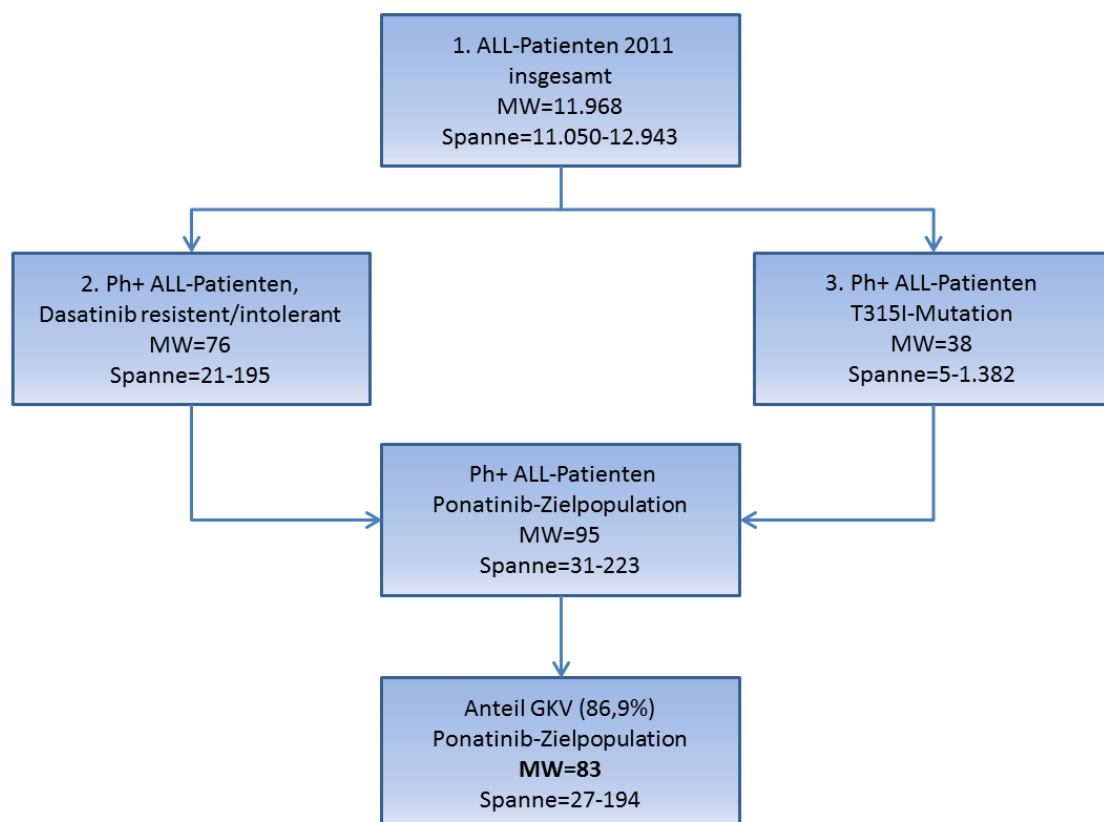 1. ALL-Patienten 2011
insgesamt
MW=11.968
Spanne=11.050-12.943
2. Ph+ ALL-Patienten,
Dasatinib resistent/intolerant
MW=76
Spanne=21-195
3. Ph+ ALL-Patienten
T315I-Mutation
MW=38
Spanne=5-1.382
Ph+ ALL-Patienten
Ponatinib-Zielpopulation
MW=95
Spanne=31-223
Anteil GKV (86,9%)
Ponatinib-Zielpopulation
MW=83
Spanne=27-194